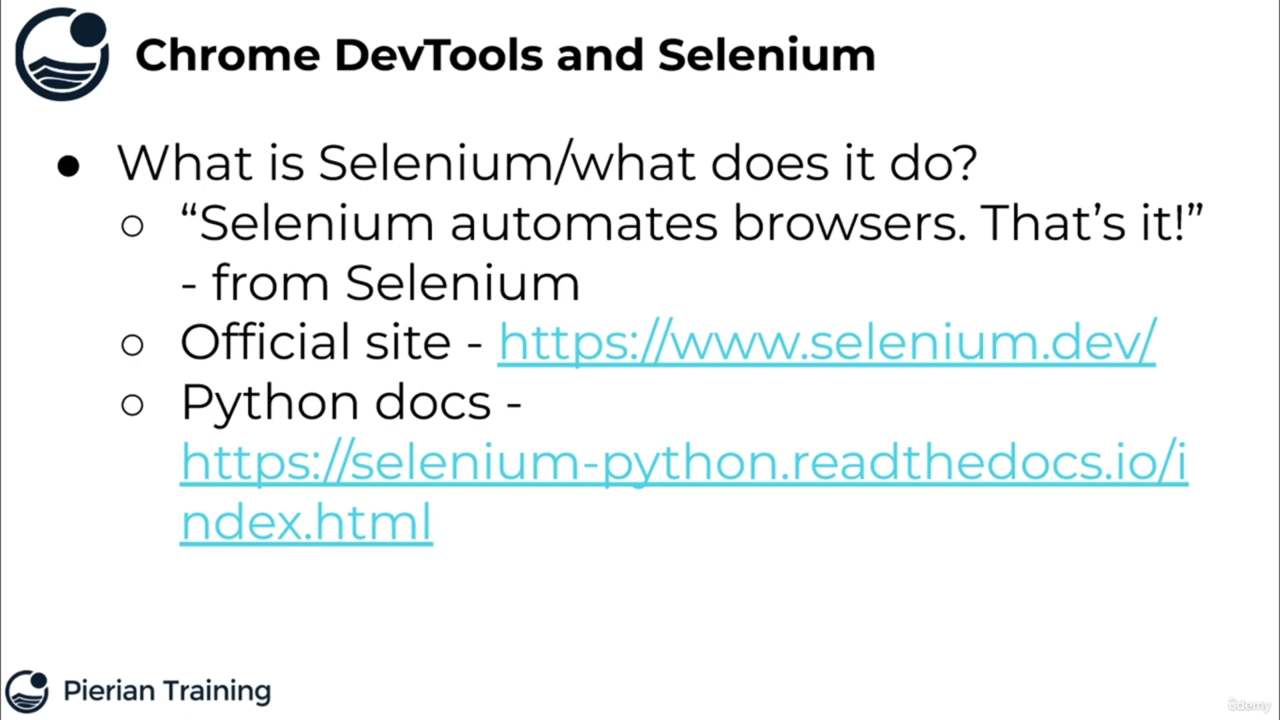 Chrome DevTools and Selenium
● What is Selenium/what does it do?
○ “Selenium automates browsers. That’s it!”
- from Selenium
○ Official site - https://www.selenium.dev/
○ Python docs -
https://selenium-python.readthedocs.io/i
ndex.html
Pierian Training
ûdemy